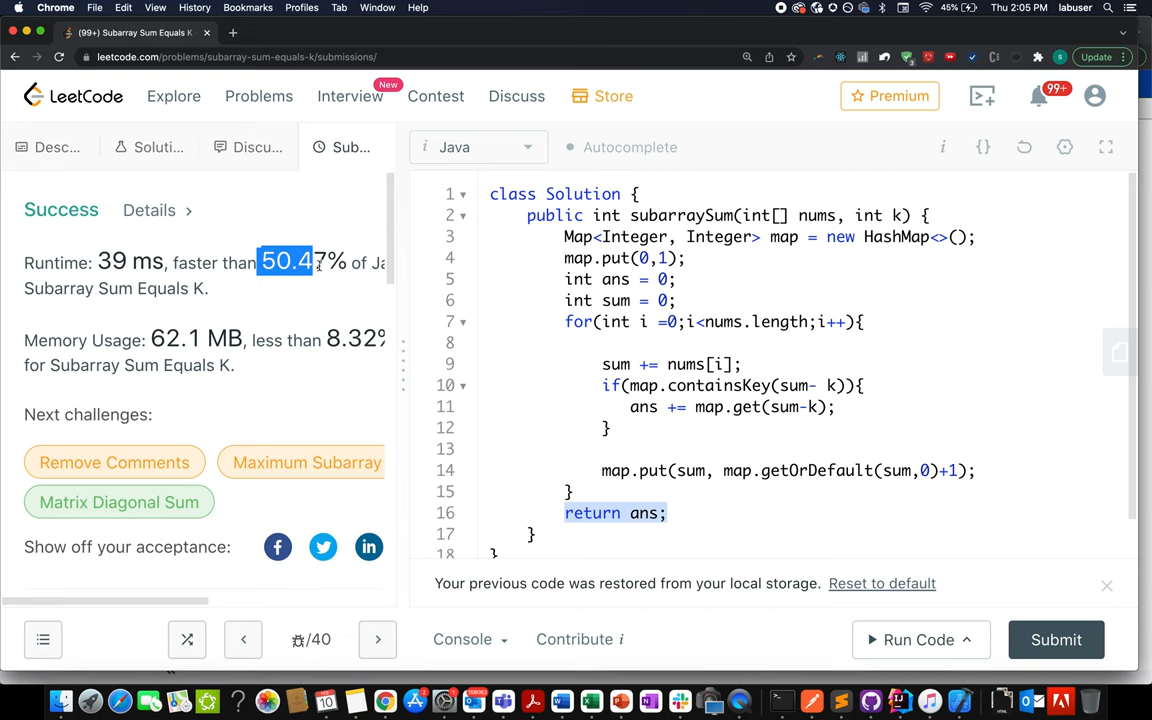 Chrome File Edit View History Bookmarks Profiles Tab Window Help 45% Thu 2:05 PM labuser
(99+) Subarray Sum Equals K
leetcode.com/problems/subarray-sum-equals-k/submissions/ S Update
LeetCode Explore Problems Interview New Contest Discuss Store Premium 99+
Desc... Soluti... Discu... Sub... i Java Autocomplete
Success Details
Runtime: 39 ms, faster than 50.47% of Ja
Subarray Sum Equals K.
Memory Usage: 62.1 MB, less than 8.32%
for Subarray Sum Equals K.
Next challenges:
Remove Comments Maximum Subarray
Matrix Diagonal Sum
Show off your acceptance:
1 class Solution {
2 public int subarraySum(int[] nums, int k) {
3 Map<Integer, Integer> map = new HashMap<>();
4 map.put(0,1);
5 int ans = 0;
6 int sum = 0;
7 for(int i =0;i<nums.length;i++){
8
9 sum += nums[i];
10 if(map.containsKey(sum- k)){
11 ans += map.get(sum-k);
12 }
13
14 map.put(sum, map.getOrDefault(sum,0)+1);
15 }
16 return ans;
17 }
18 }
Your previous code was restored from your local storage. Reset to default
/40 Console Contribute i Run Code Submit